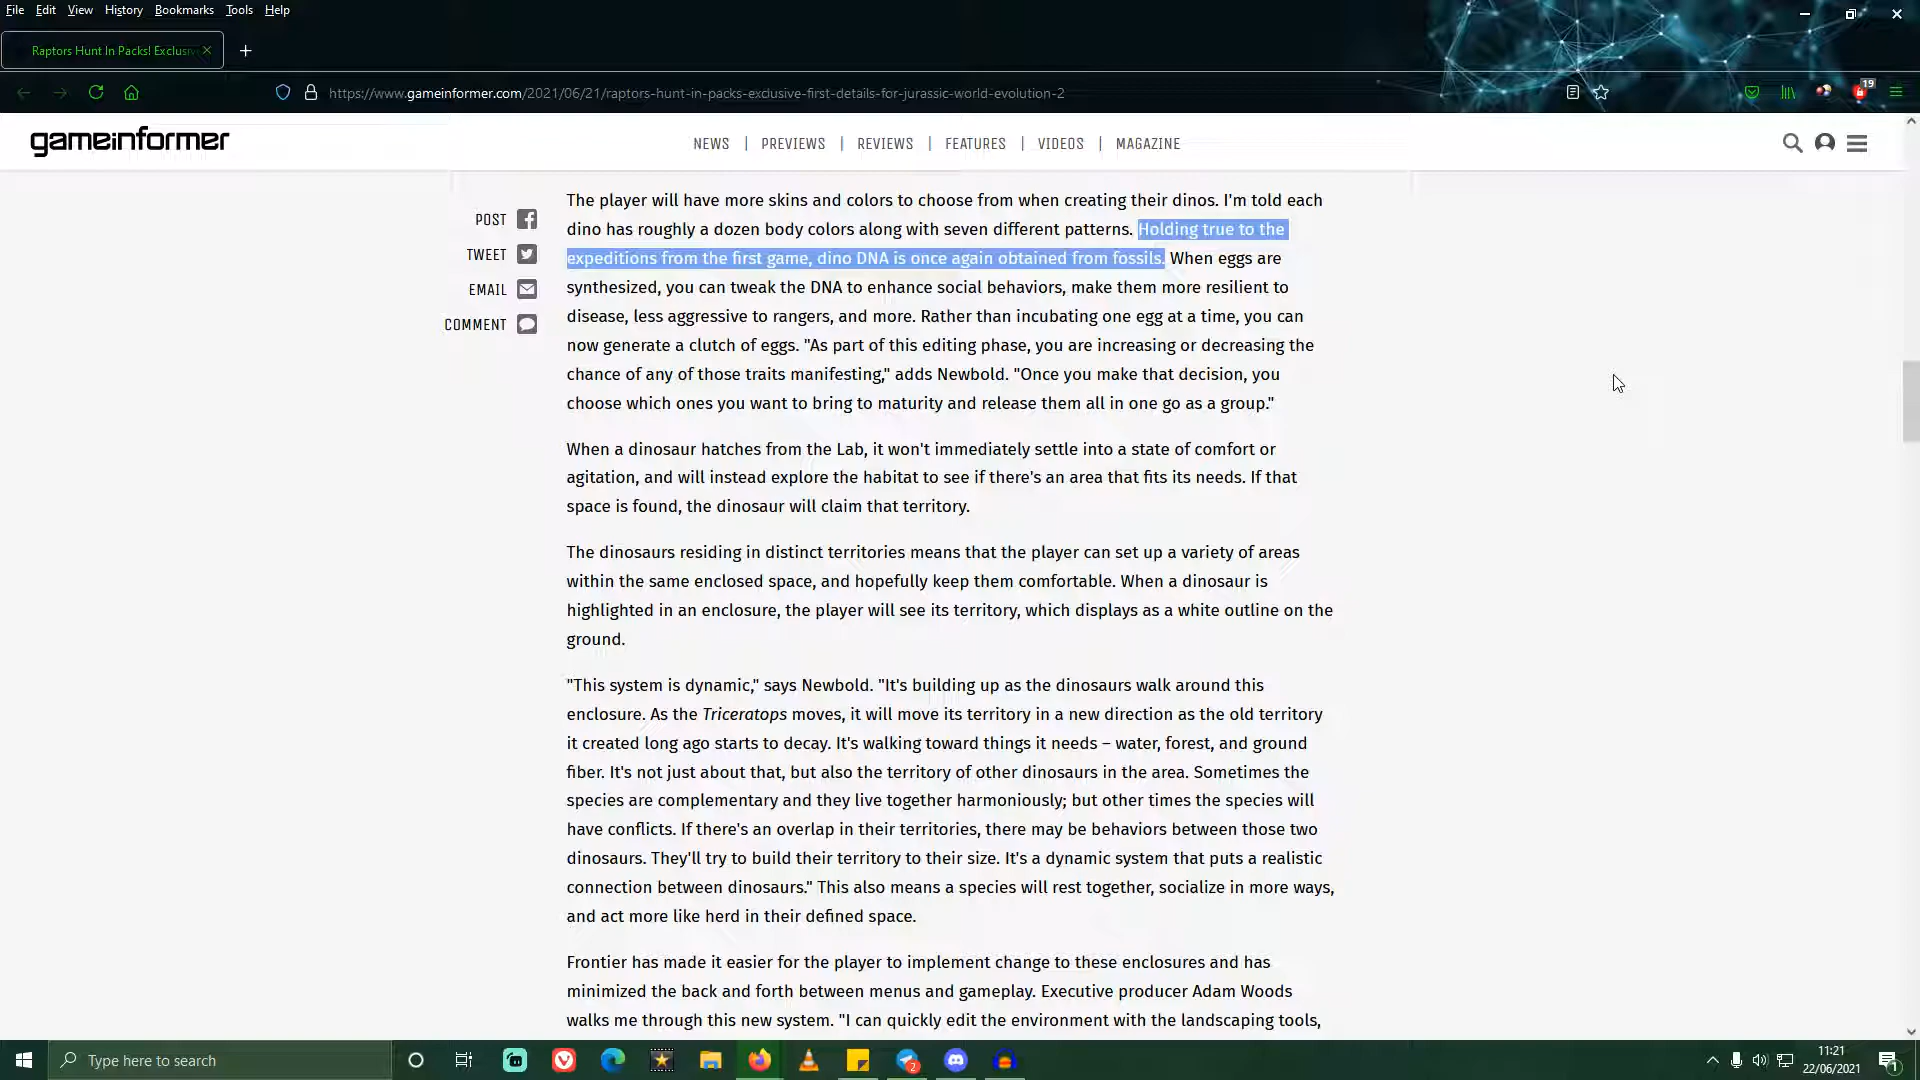 File Edit View History Bookmarks Tools Help
Raptors Hunt In Packs! Exclusiv
https://www.gameinformer.com/2021/06/21/raptors-hunt-in-packs-exclusive-first-details-for-jurassic-world-evolution-2
19
gameinformer
NEWS | PREVIEWS | REVIEWS | FEATURES | VIDEOS | MAGAZINE
POST
TWEET
EMAIL
COMMENT
The player will have more skins and colors to choose from when creating their dinos. I'm told each
dino has roughly a dozen body colors along with seven different patterns. Holding true to the
expeditions from the first game, dino DNA is once again obtained from fossils. When eggs are
synthesized, you can tweak the DNA to enhance social behaviors, make them more resilient to
disease, less aggressive to rangers, and more. Rather than incubating one egg at a time, you can
now generate a clutch of eggs. "As part of this editing phase, you are increasing or decreasing the
chance of any of those traits manifesting," adds Newbold. "Once you make that decision, you
choose which ones you want to bring to maturity and release them all in one go as a group."
When a dinosaur hatches from the Lab, it won't immediately settle into a state of comfort or
agitation, and will instead explore the habitat to see if there's an area that fits its needs. If that
space is found, the dinosaur will claim that territory.
The dinosaurs residing in distinct territories means that the player can set up a variety of areas
within the same enclosed space, and hopefully keep them comfortable. When a dinosaur is
highlighted in an enclosure, the player will see its territory, which displays as a white outline on the
ground.
"This system is dynamic," says Newbold. "It's building up as the dinosaurs walk around this
enclosure. As the Triceratops moves, it will move its territory in a new direction as the old territory
it created long ago starts to decay. It's walking toward things it needs – water, forest, and ground
fiber. It's not just about that, but also the territory of other dinosaurs in the area. Sometimes the
species are complementary and they live together harmoniously; but other times the species will
have conflicts. If there's an overlap in their territories, there may be behaviors between those two
dinosaurs. They'll try to build their territory to their size. It's a dynamic system that puts a realistic
connection between dinosaurs." This also means a species will rest together, socialize in more ways,
and act more like herd in their defined space.
Frontier has made it easier for the player to implement change to these enclosures and has
minimized the back and forth between menus and gameplay. Executive producer Adam Woods
walks me through this new system. "I can quickly edit the environment with the landscaping tools,
Type here to search
2
11:21
22/06/2021
1